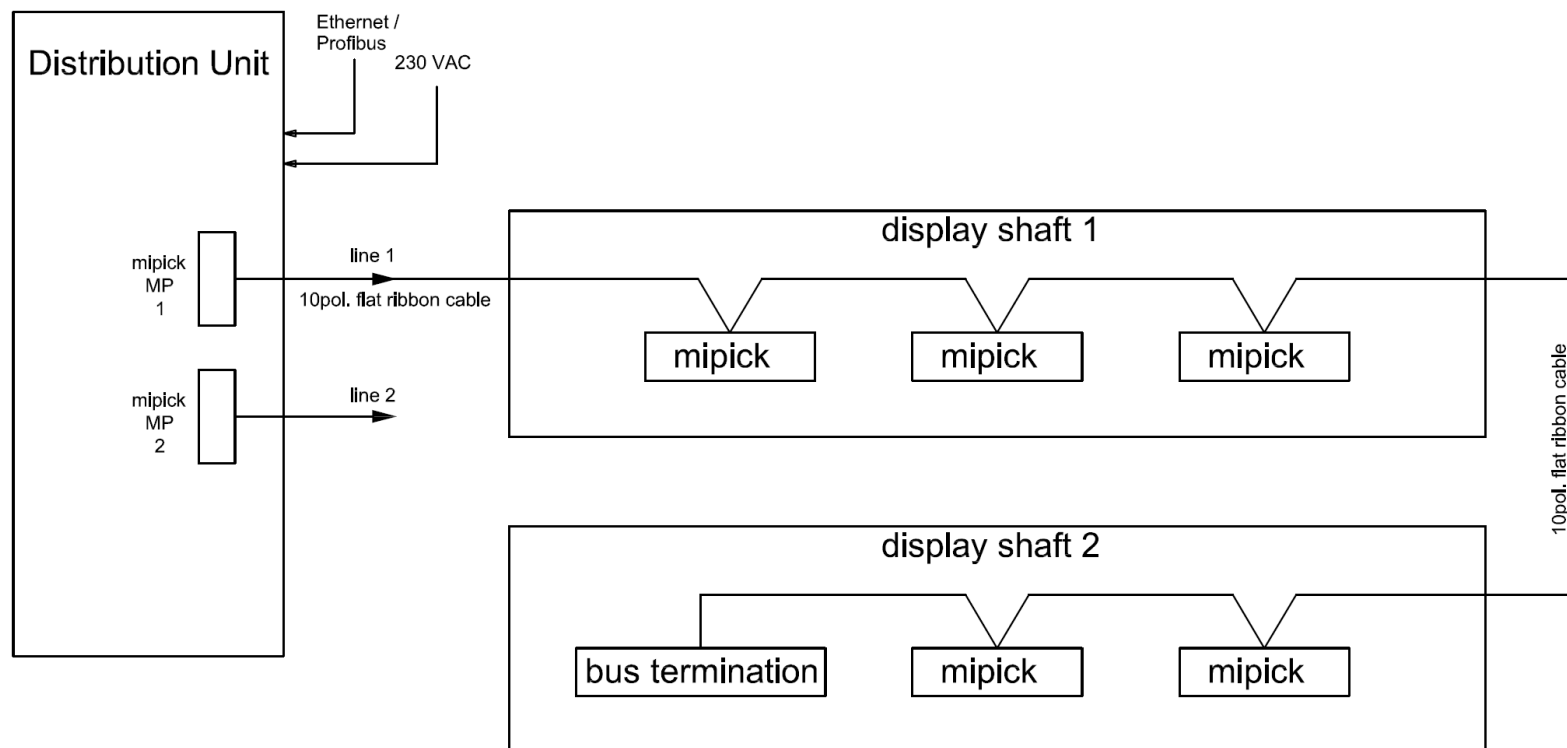 Distribution Unit
Ethernet /
Profibus
230 VAC
mipick
MP
1
line 1
10pol. flat ribbon cable
mipick
MP
2
line 2
display shaft 1
mipick
mipick
mipick
10pol. flat ribbon cable
display shaft 2
bus termination
mipick
mipick